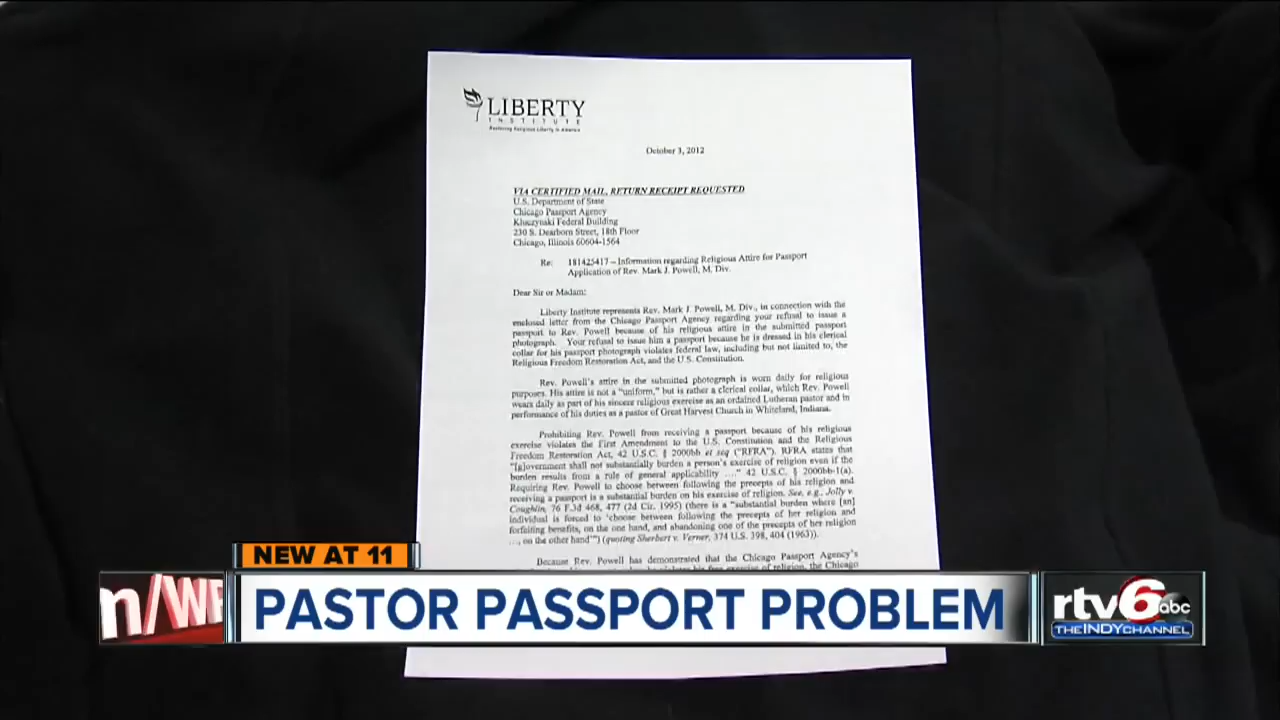 LIBERTY
INSTITUTE
Restoring Religious Liberty in America
October 3, 2012
VIA CERTIFIED MAIL, RETURN RECEIPT REQUESTED
U.S. Department of State
Chicago Passport Agency
Kluczynski Federal Building
230 S. Dearborn Street, 18th Floor
Chicago, Illinois 60604-1564
Re: 181425417 – Information regarding Religious Attire for Passport
Application of Rev. Mark J. Powell, M. Div.
Dear Sir or Madam:
Liberty Institute represents Rev. Mark J. Powell, M. Div., in connection with the
enclosed letter from the Chicago Passport Agency regarding your refusal to issue a
passport to Rev. Powell because of his religious attire in the submitted passport
photograph. Your refusal to issue him a passport because he is dressed in his clerical
collar for his passport photograph violates federal law, including but not limited to, the
Religious Freedom Restoration Act, and the U.S. Constitution.
Rev. Powell's attire in the submitted photograph is worn daily for religious
purposes. His attire is not a "uniform," but is rather a clerical collar, which Rev. Powell
wears daily as part of his sincere religious exercise as an ordained Lutheran pastor and in
performance of his duties as a pastor of Great Harvest Church in Whiteland, Indiana.
Prohibiting Rev. Powell from receiving a passport because of his religious
exercise violates the First Amendment to the U.S. Constitution and the Religious
Freedom Restoration Act, 42 U.S.C. § 2000bb et seq ("RFRA"). RFRA states that
"[g]overnment shall not substantially burden a person's exercise of religion even if the
burden results from a rule of general applicability ...." 42 U.S.C. § 2000bb-1(a).
Requiring Rev. Powell to choose between following the precepts of his religion and
receiving a passport is a substantial burden on his exercise of religion. See, e.g., Jolly v.
Coughlin, 76 F.3d 468, 477 (2d Cir. 1995) (there is a "substantial burden where [an]
individual is forced to 'choose between following the precepts of her religion and
forfeiting benefits, on the one hand, and abandoning one of the precepts of her religion
..., on the other hand'") (quoting Sherbert v. Verner, 374 U.S. 398, 404 (1963)).
Because Rev. Powell has demonstrated that the Chicago Passport Agency's
his free exercise of religion, the Chicago
NEW AT 11
PASTOR PASSPORT PROBLEM
rtv6 abc
THEINDYCHANNEL